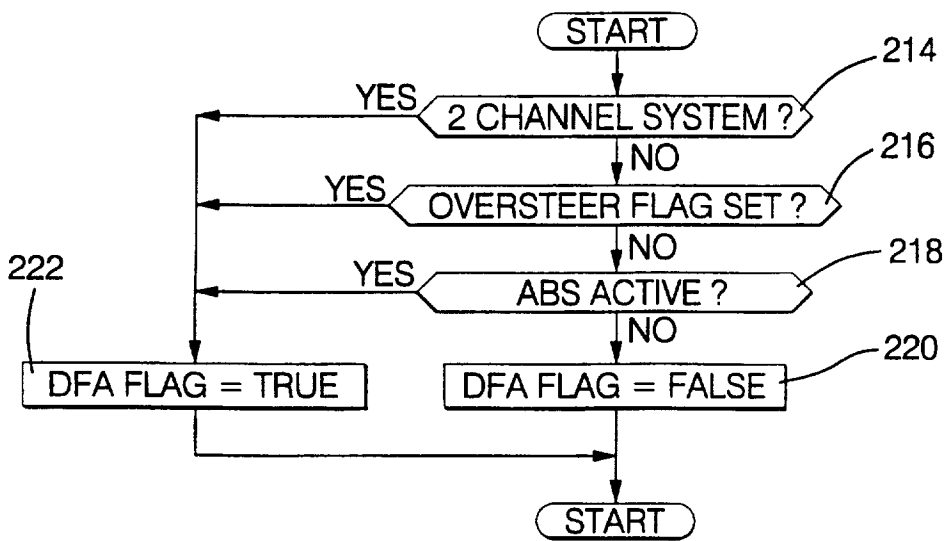 START
214
YES
2 CHANNEL SYSTEM ?
NO
216
YES
OVERSTEER FLAG SET ?
NO
218
222
YES
ABS ACTIVE ?
NO
220
DFA FLAG = TRUE
DFA FLAG = FALSE
START